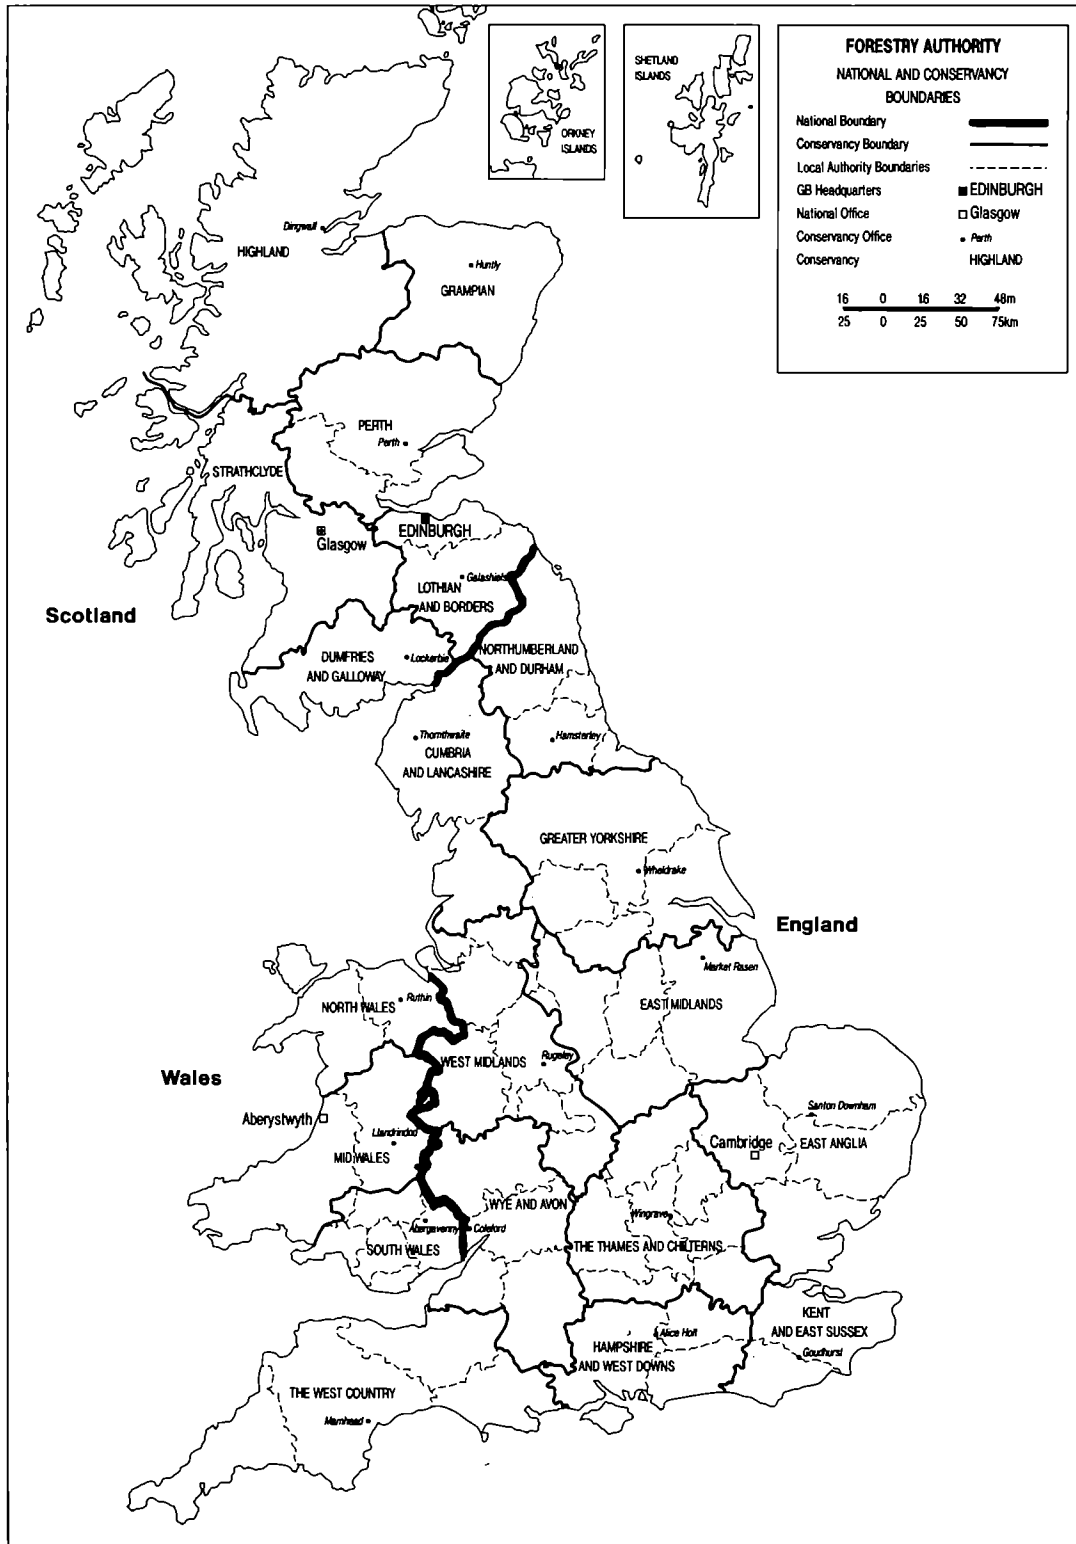 SHETLAND
ISLANDS
ORKNEY
ISLANDS
FORESTRY AUTHORITY
NATIONAL AND CONSERVANCY
BOUNDARIES
National Boundary
Conservancy Boundary
Local Authority Boundaries
GB Headquarters EDINBURGH
National Office Glasgow
Conservancy Office Perth
Conservancy HIGHLAND
16 0 16 32 48m
25 0 25 50 75km
Dingwall
HIGHLAND
Huntly
GRAMPIAN
PERTH
Perth
STRATHCLYDE
EDINBURGH
Glasgow
Galashiels
LOTHIAN
AND BORDERS
Scotland
DUMFRIES
AND GALLOWAY
Lockerbie
NORTHUMBERLAND
AND DURHAM
Thornthwaite
CUMBRIA
AND LANCASHIRE
Hamsterley
GREATER YORKSHIRE
Wheldrake
England
Market Rasen
EAST MIDLANDS
NORTH WALES
Ruthin
WEST MIDLANDS
Rugeley
Wales
Aberystwyth
Llandrindod
MID WALES
Santon Downham
Cambridge
EAST ANGLIA
WYE AND AVON
Wingrave
Abergavenny
Coleford
SOUTH WALES
THE THAMES AND CHILTERNS
KENT
AND EAST SUSSEX
Goudhurst
Alice Holt
HAMPSHIRE
AND WEST DOWNS
THE WEST COUNTRY
Mamhead